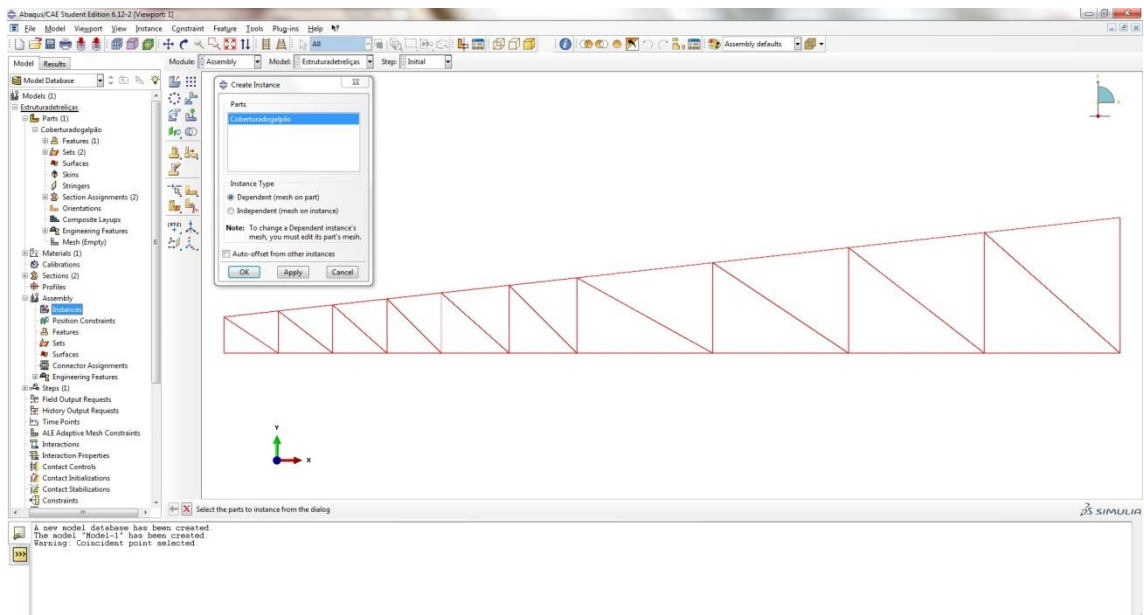 Abaqus/CAE Student Edition 6.12-2 [Viewport: 1]
File Model Viewport View Instance Constraint Feature Tools Plug-ins Help
All
Assembly defaults
Model Results
Module: Assembly Model: Estruturadetreliças Step: Initial
Model Database
Models (1)
Estruturadetreliças
Parts (1)
Coberturadogalpão
Features (1)
Sets (2)
Surfaces
Skins
Stringers
Section Assignments (2)
Orientations
Composite Layups
Engineering Features
Mesh (Empty)
Materials (1)
Calibrations
Sections (2)
Profiles
Assembly
Instances
Position Constraints
Features
Sets
Surfaces
Connector Assignments
Engineering Features
Steps (1)
Field Output Requests
History Output Requests
Time Points
ALE Adaptive Mesh Constraints
Interactions
Interaction Properties
Contact Controls
Contact Initializations
Contact Stabilizations
Constraints
Create Instance
Parts
Coberturadogalpão
Instance Type
Dependent (mesh on part)
Independent (mesh on instance)
Note: To change a Dependent instance's
mesh, you must edit its part's mesh.
Auto-offset from other instances
OK Apply Cancel
Y
X
Select the parts to instance from the dialog
SIMULIA
A new model database has been created.
The model "Model-1" has been created.
Warning: Coincident point selected.